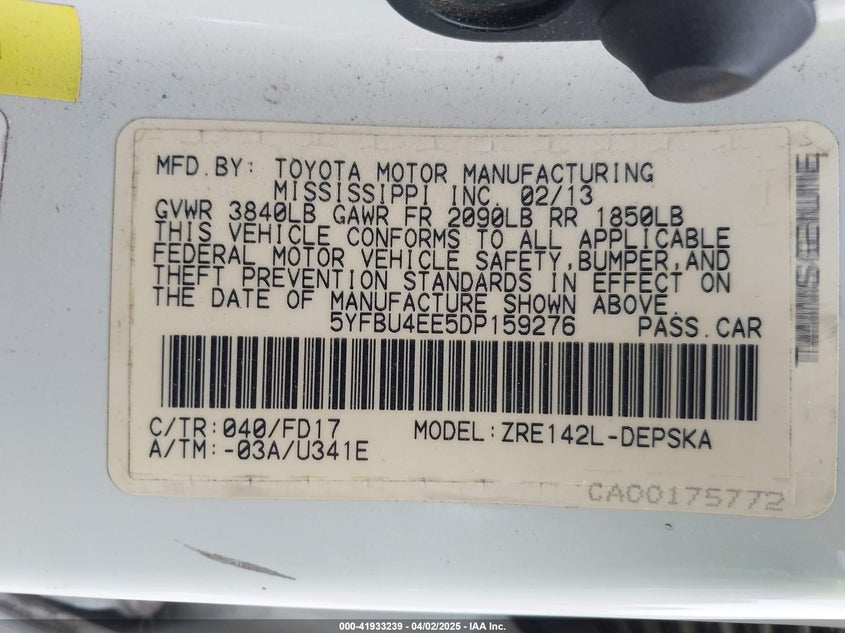 MFD.BY: TOYOTA MOTOR MANUFACTURING
MISSISSIPPI INC. 02/13
GVWR 3840LB GAWR FR 2090LB RR 1850LB
THIS VEHICLE CONFORMS TO ALL APPLICABLE
FEDERAL MOTOR VEHICLE SAFETY,BUMPER,AND
THEFT PREVENTION STANDARDS IN EFFECT ON
THE DATE OF MANUFACTURE SHOWN ABOVE.
5YFBU4EE5DP159276 PASS.CAR
C/TR:040/FD17 MODEL:ZRE142L-DEPSKA
A/TM:-03A/U341E
CA00175772
000-41933239 - 04/02/2025 - IAA Inc.